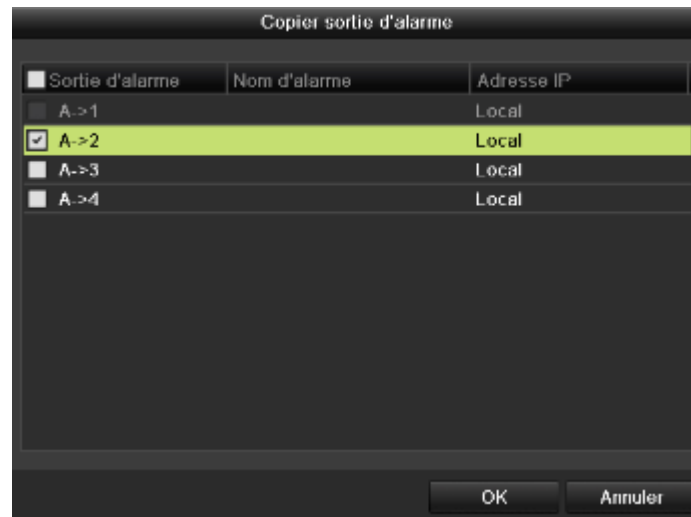 Copier sortie d'alarme
Sortie d'alarme Nom d'alarme Adresse IP
A->1 Local
A->2 Local
A->3 Local
A->4 Local
OK Annuler